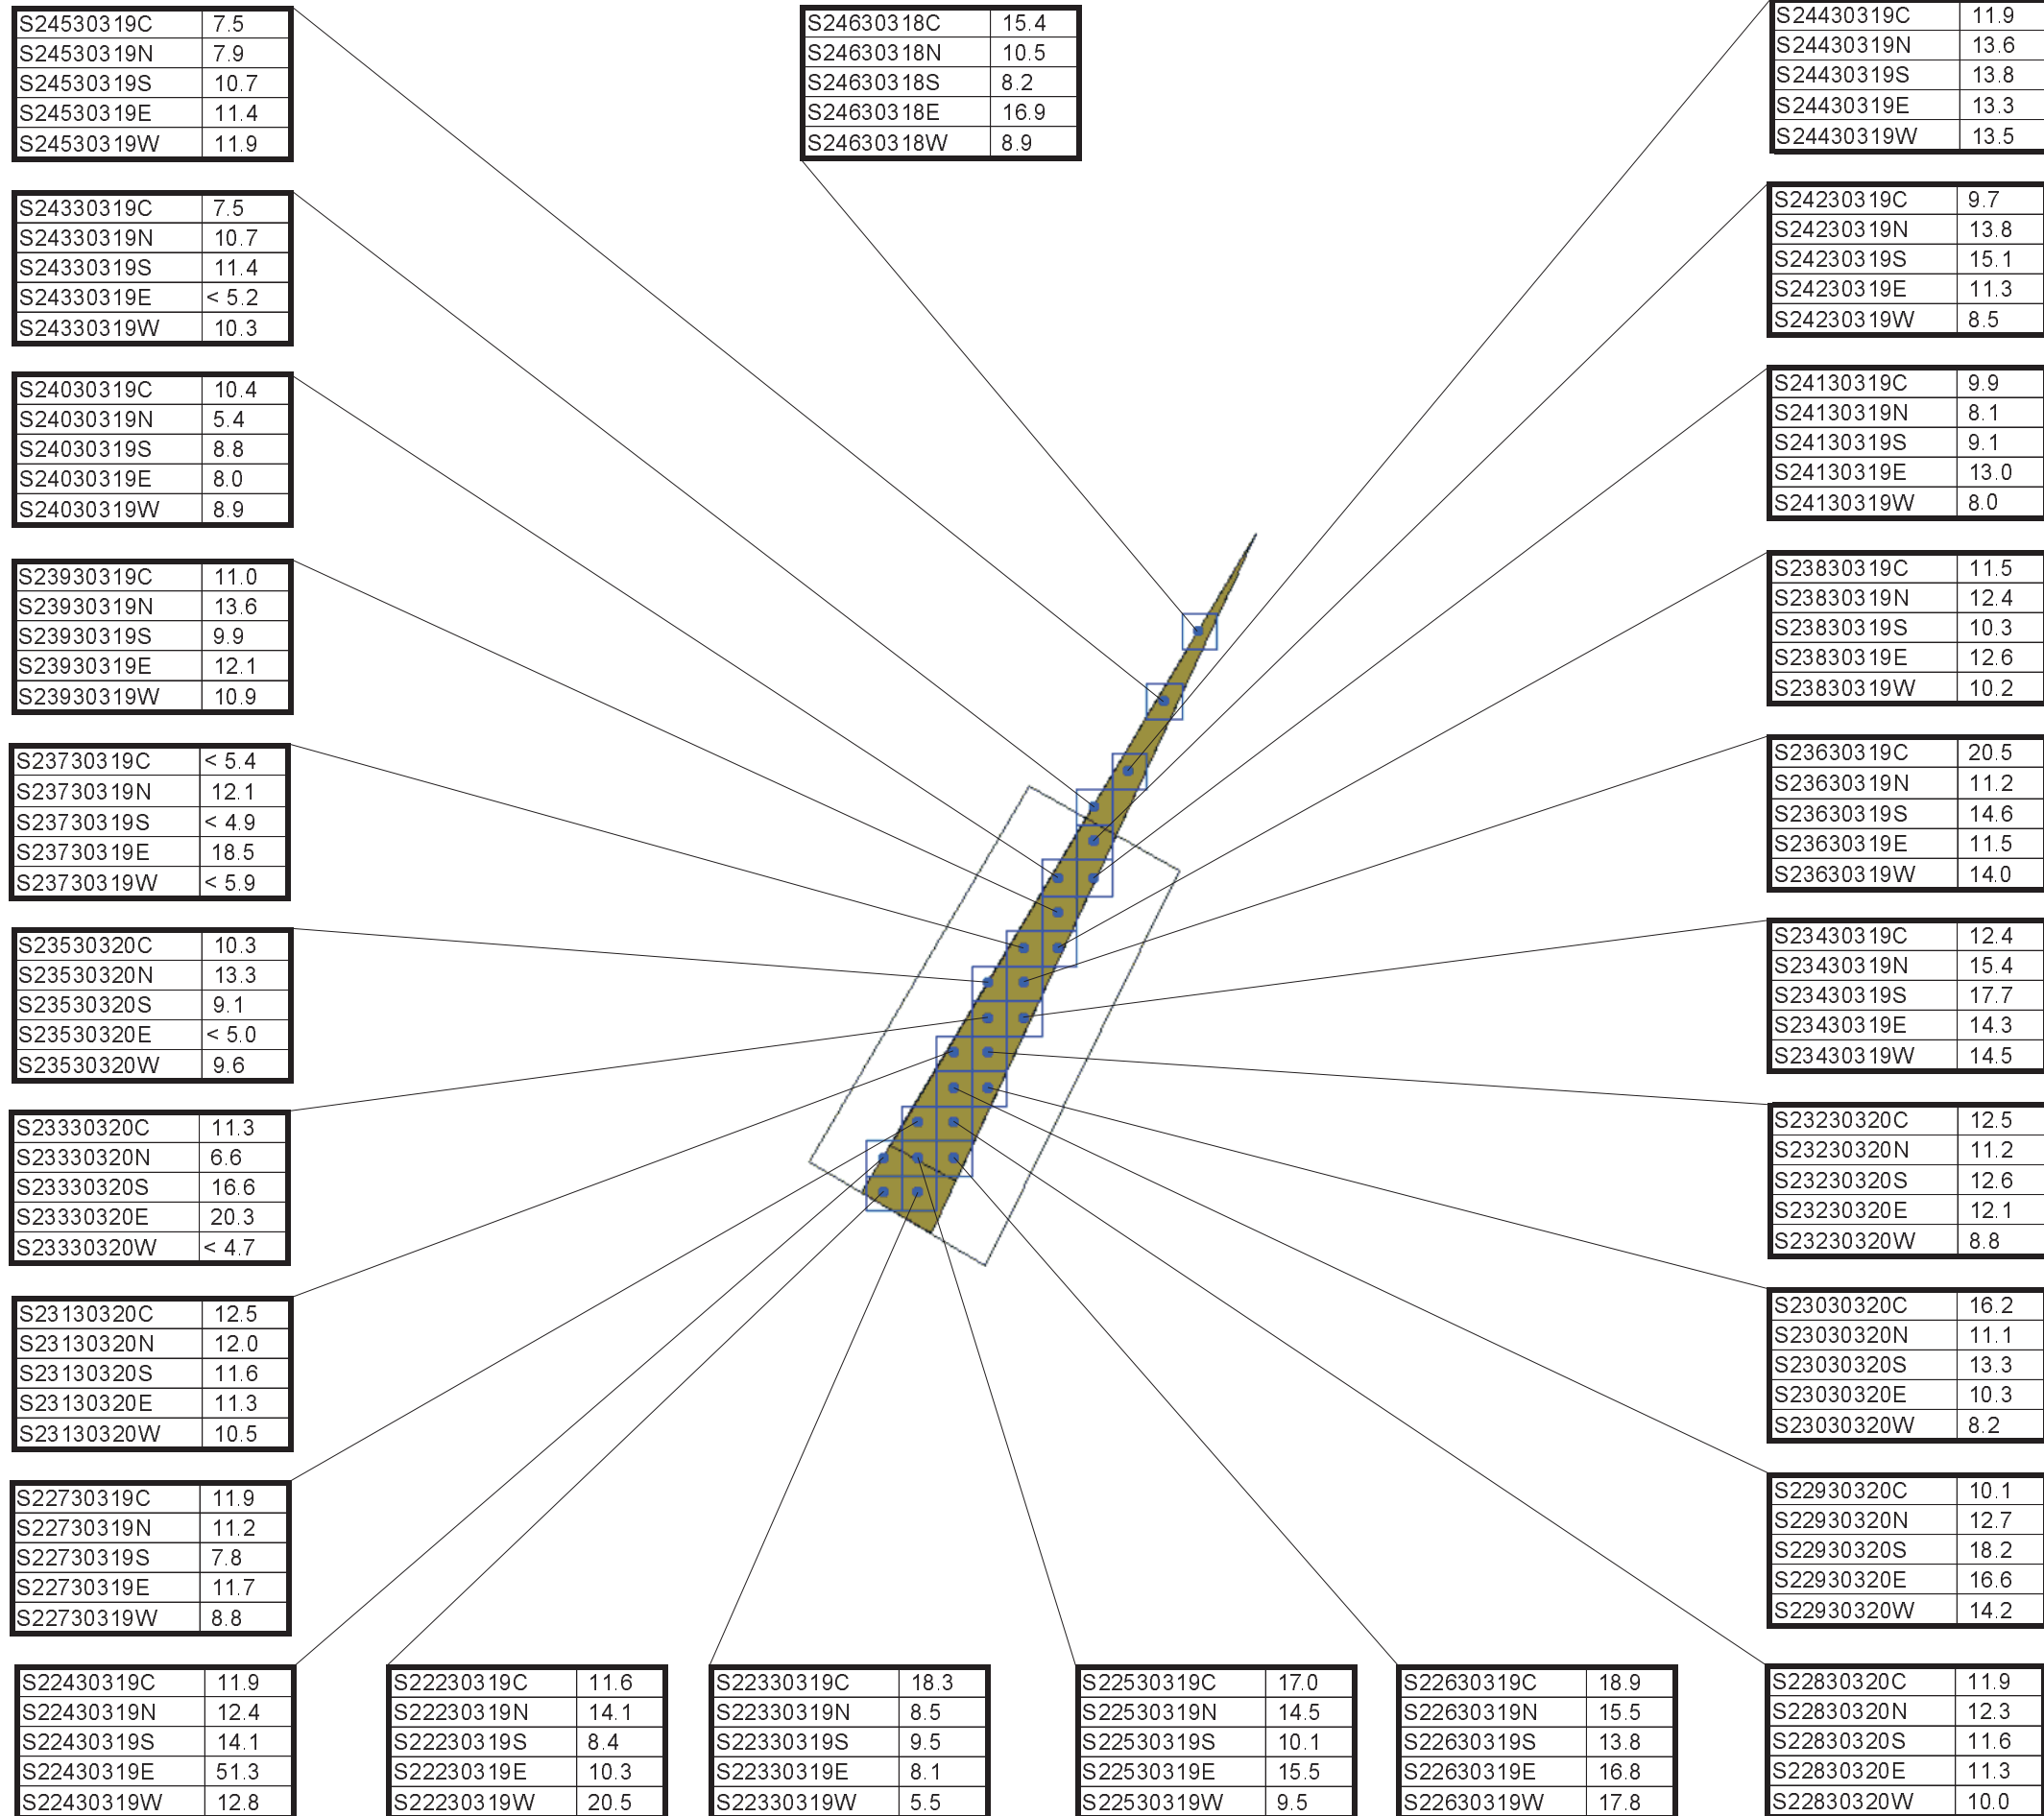 S24530319C 7.5
S24530319N 7.9
S24530319S 10.7
S24530319E 11.4
S24530319W 11.9
S24630318C 15.4
S24630318N 10.5
S24630318S 8.2
S24630318E 16.9
S24630318W 8.9
S24430319C 11.9
S24430319N 13.6
S24430319S 13.8
S24430319E 13.3
S24430319W 13.5
S24330319C 7.5
S24330319N 10.7
S24330319S 11.4
S24330319E < 5.2
S24330319W 10.3
S24230319C 9.7
S24230319N 13.8
S24230319S 15.1
S24230319E 11.3
S24230319W 8.5
S24030319C 10.4
S24030319N 5.4
S24030319S 8.8
S24030319E 8.0
S24030319W 8.9
S24130319C 9.9
S24130319N 8.1
S24130319S 9.1
S24130319E 13.0
S24130319W 8.0
S23930319C 11.0
S23930319N 13.6
S23930319S 9.9
S23930319E 12.1
S23930319W 10.9
S23830319C 11.5
S23830319N 12.4
S23830319S 10.3
S23830319E 12.6
S23830319W 10.2
S23730319C < 5.4
S23730319N 12.1
S23730319S < 4.9
S23730319E 18.5
S23730319W < 5.9
S23630319C 20.5
S23630319N 11.2
S23630319S 14.6
S23630319E 11.5
S23630319W 14.0
S23530320C 10.3
S23530320N 13.3
S23530320S 9.1
S23530320E < 5.0
S23530320W 9.6
S23430319C 12.4
S23430319N 15.4
S23430319S 17.7
S23430319E 14.3
S23430319W 14.5
S23330320C 11.3
S23330320N 6.6
S23330320S 16.6
S23330320E 20.3
S23330320W < 4.7
S23230320C 12.5
S23230320N 11.2
S23230320S 12.6
S23230320E 12.1
S23230320W 8.8
S23130320C 12.5
S23130320N 12.0
S23130320S 11.6
S23130320E 11.3
S23130320W 10.5
S23030320C 16.2
S23030320N 11.1
S23030320S 13.3
S23030320E 10.3
S23030320W 8.2
S22730319C 11.9
S22730319N 11.2
S22730319S 7.8
S22730319E 11.7
S22730319W 8.8
S22930320C 10.1
S22930320N 12.7
S22930320S 18.2
S22930320E 16.6
S22930320W 14.2
S22430319C 11.9
S22430319N 12.4
S22430319S 14.1
S22430319E 51.3
S22430319W 12.8
S22230319C 11.6
S22230319N 14.1
S22230319S 8.4
S22230319E 10.3
S22230319W 20.5
S22330319C 18.3
S22330319N 8.5
S22330319S 9.5
S22330319E 8.1
S22330319W 5.5
S22530319C 17.0
S22530319N 14.5
S22530319S 10.1
S22530319E 15.5
S22530319W 9.5
S22630319C 18.9
S22630319N 15.5
S22630319S 13.8
S22630319E 16.8
S22630319W 17.8
S22830320C 11.9
S22830320N 12.3
S22830320S 11.6
S22830320E 11.3
S22830320W 10.0